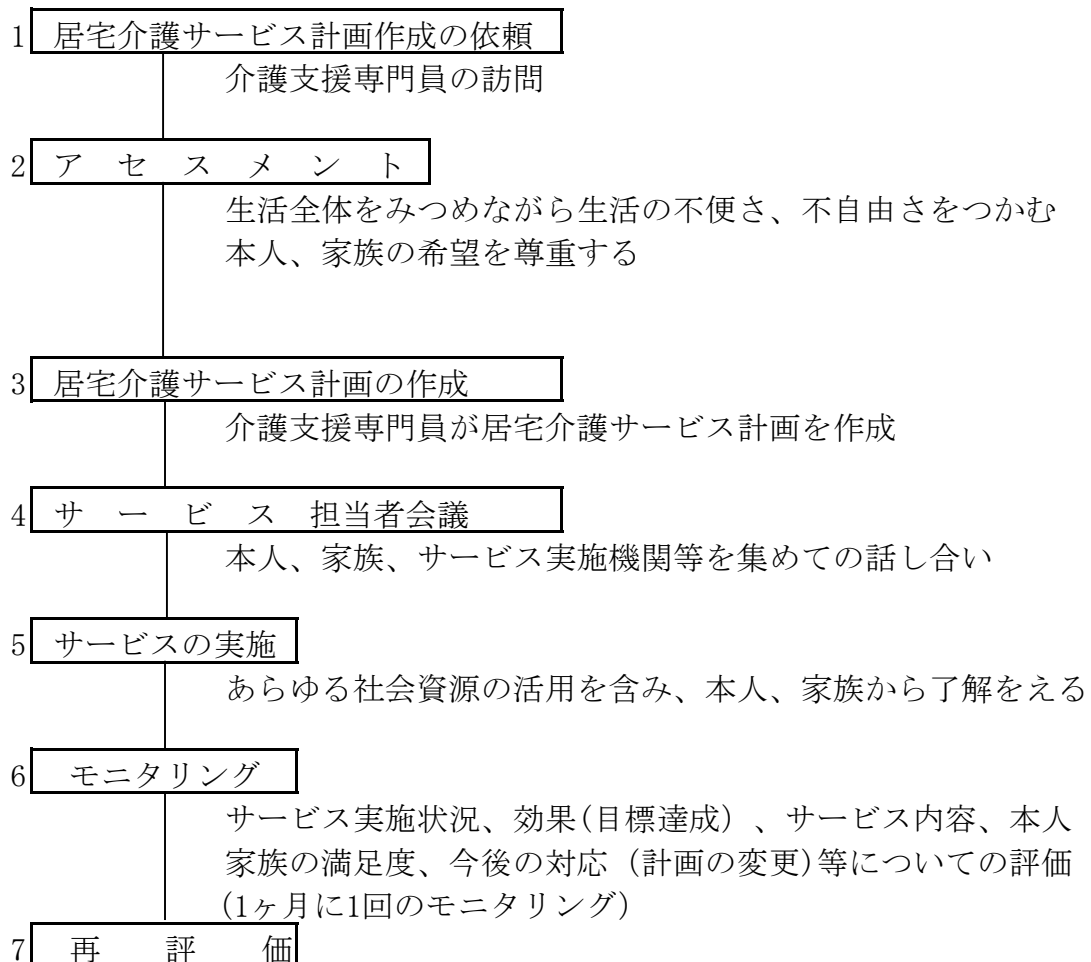 1 居宅介護サービス計画作成の依頼
介護支援専門員の訪問
2 アセスメント
生活全体をみつめながら生活の不便さ、不自由さをつかむ
本人、家族の希望を尊重する
3 居宅介護サービス計画の作成
介護支援専門員が居宅介護サービス計画を作成
4 サービス担当者会議
本人、家族、サービス実施機関等を集めての話し合い
5 サービスの実施
あらゆる社会資源の活用を含み、本人、家族から了解をえる
6 モニタリング
サービス実施状況、効果(目標達成)、サービス内容、本人
家族の満足度、今後の対応(計画の変更)等についての評価
(1ヶ月に1回のモニタリング)
7 再評価